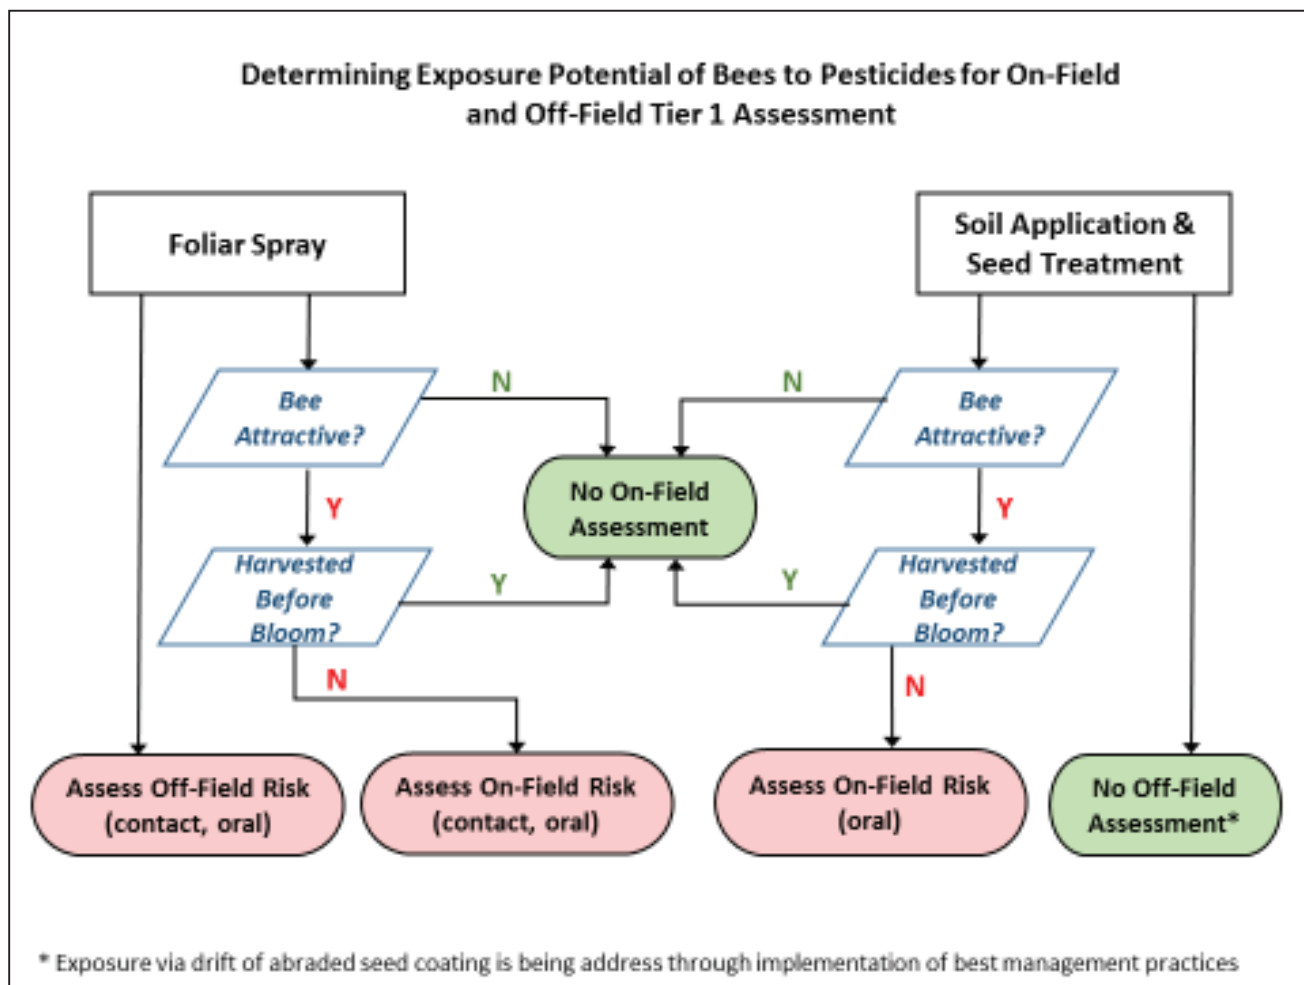 Determining Exposure Potential of Bees to Pesticides for On-Field
and Off-Field Tier 1 Assessment
Foliar Spray
Soil Application &
Seed Treatment
Bee
Attractive?
N
N
Bee
Attractive?
No On-Field
Assessment
Y
Y
Harvested
Before
Bloom?
Y
Y
Harvested
Before
Bloom?
N
N
Assess Off-Field Risk
(contact, oral)
Assess On-Field Risk
(contact, oral)
Assess On-Field Risk
(oral)
No Off-Field
Assessment*
* Exposure via drift of abraded seed coating is being address through implementation of best management practices